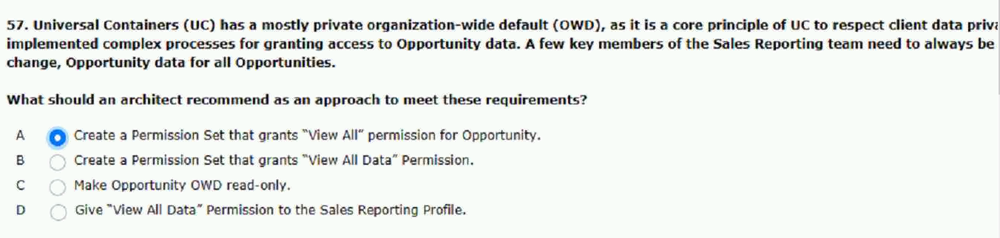 57. Universal Containers (UC) has a mostly private organization-wide default (OWD), as it is a core principle of UC to respect client data
implemented complex processes for granting access to Opportunity data. A few key members of the Sales Reporting team need to always be
change, Opportunity data for all Opportunities.
What should an architect recommend as an approach to meet these requirements?
A Create a Permission Set that grants “View All” permission for Opportunity.
B Create a Permission Set that grants “View All Data” Permission.
C Make Opportunity OWD read-only.
D Give “View All Data” Permission to the Sales Reporting Profile.